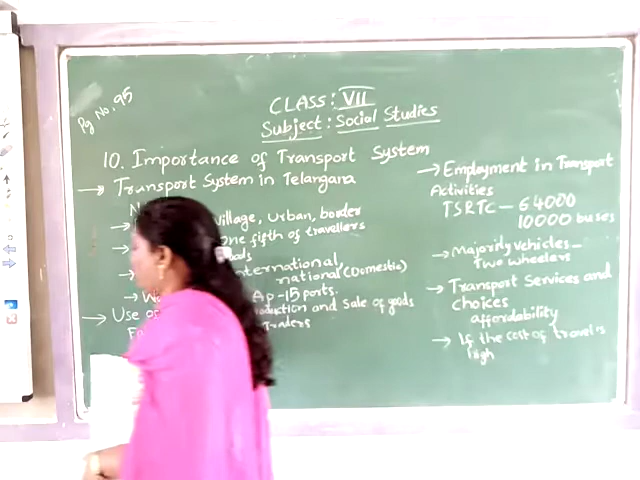 Pg No. 95
CLASS: VII
Subject: Social Studies
10. Importance of Transport System
→ Transport System in Telangana
village, Urban, border
one fifth of travellers
→
→ international,
national (Domestic)
→ AP-15 ports.
→ Use of and Sale of goods
Traders
→ Employment in Transport
Activities
TSRTC - 64000
10000 buses
→ Majority vehicles -
Two wheelers
→ Transport Services and
choices
affordability
→ If the cost of travel is
high